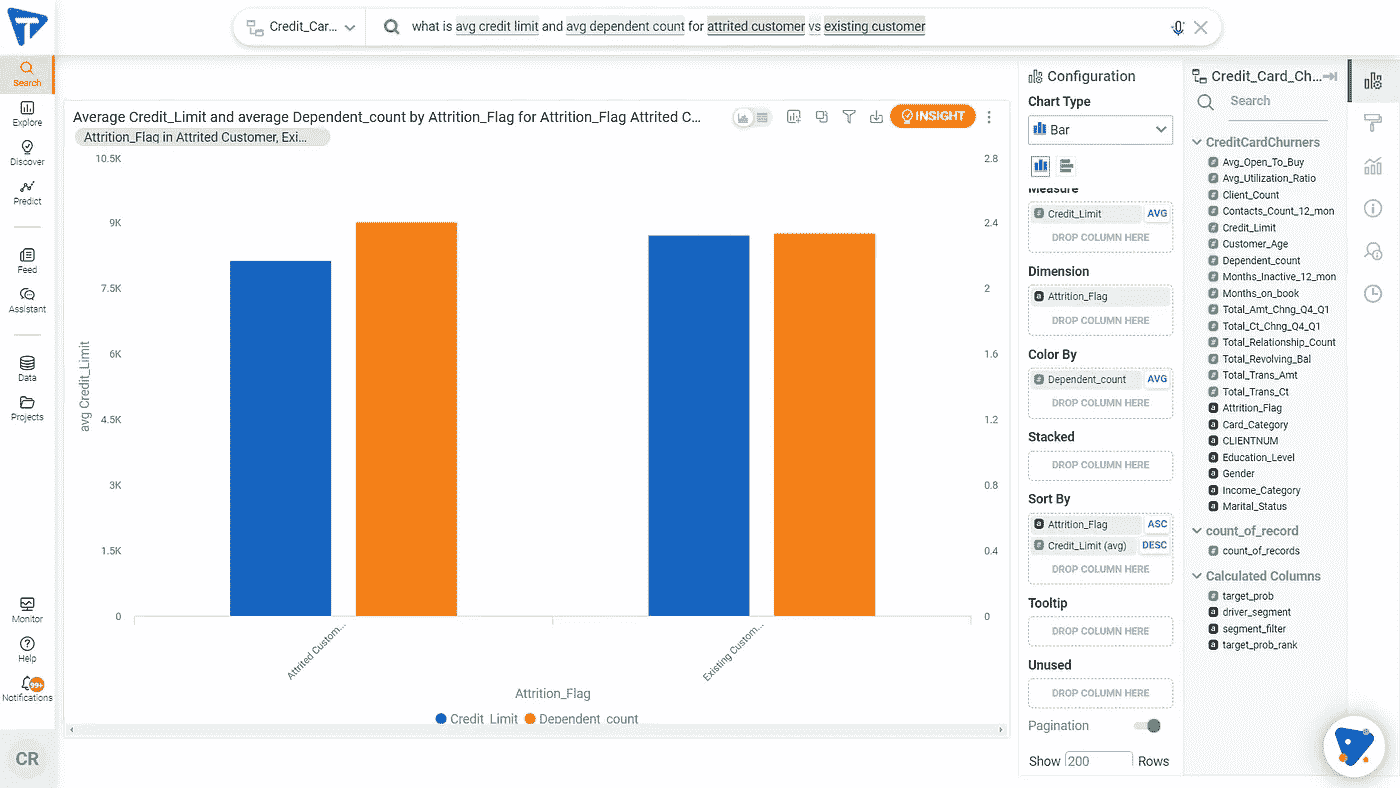 Credit_Car...
what is avg credit limit and avg dependent count for attrited customer vs existing customer
Search
Explore
Discover
Predict
Feed
Assistant
Data
Projects
Monitor
Help
99+
Notifications
CR
Average Credit_Limit and average Dependent_count by Attrition_Flag for Attrition_Flag Attrited C...
INSIGHT
Attrition_Flag in Attrited Customer, Exi...
10.5K
9K
7.5K
6K
4.5K
3K
1.5K
0
avg Credit_Limit
2.8
2.4
2
1.6
1.2
0.8
0.4
0
Attrited Custom...
Existing Custom...
Attrition_Flag
Credit_Limit
Dependent_count
Configuration
Chart Type
Bar
Measure
Credit_Limit AVG
DROP COLUMN HERE
Dimension
Attrition_Flag
DROP COLUMN HERE
Color By
Dependent_count AVG
DROP COLUMN HERE
Stacked
DROP COLUMN HERE
Sort By
Attrition_Flag ASC
Credit_Limit (avg) DESC
DROP COLUMN HERE
Tooltip
DROP COLUMN HERE
Unused
DROP COLUMN HERE
Pagination
Show 200 Rows
Credit_Card_Ch...
Search
CreditCardChurners
Avg_Open_To_Buy
Avg_Utilization_Ratio
Client_Count
Contacts_Count_12_mon
Credit_Limit
Customer_Age
Dependent_count
Months_Inactive_12_mon
Months_on_book
Total_Amt_Chng_Q4_Q1
Total_Ct_Chng_Q4_Q1
Total_Relationship_Count
Total_Revolving_Bal
Total_Trans_Amt
Total_Trans_Ct
Attrition_Flag
Card_Category
CLIENTNUM
Education_Level
Gender
Income_Category
Marital_Status
count_of_record
count_of_records
Calculated Columns
target_prob
driver_segment
segment_filter
target_prob_rank